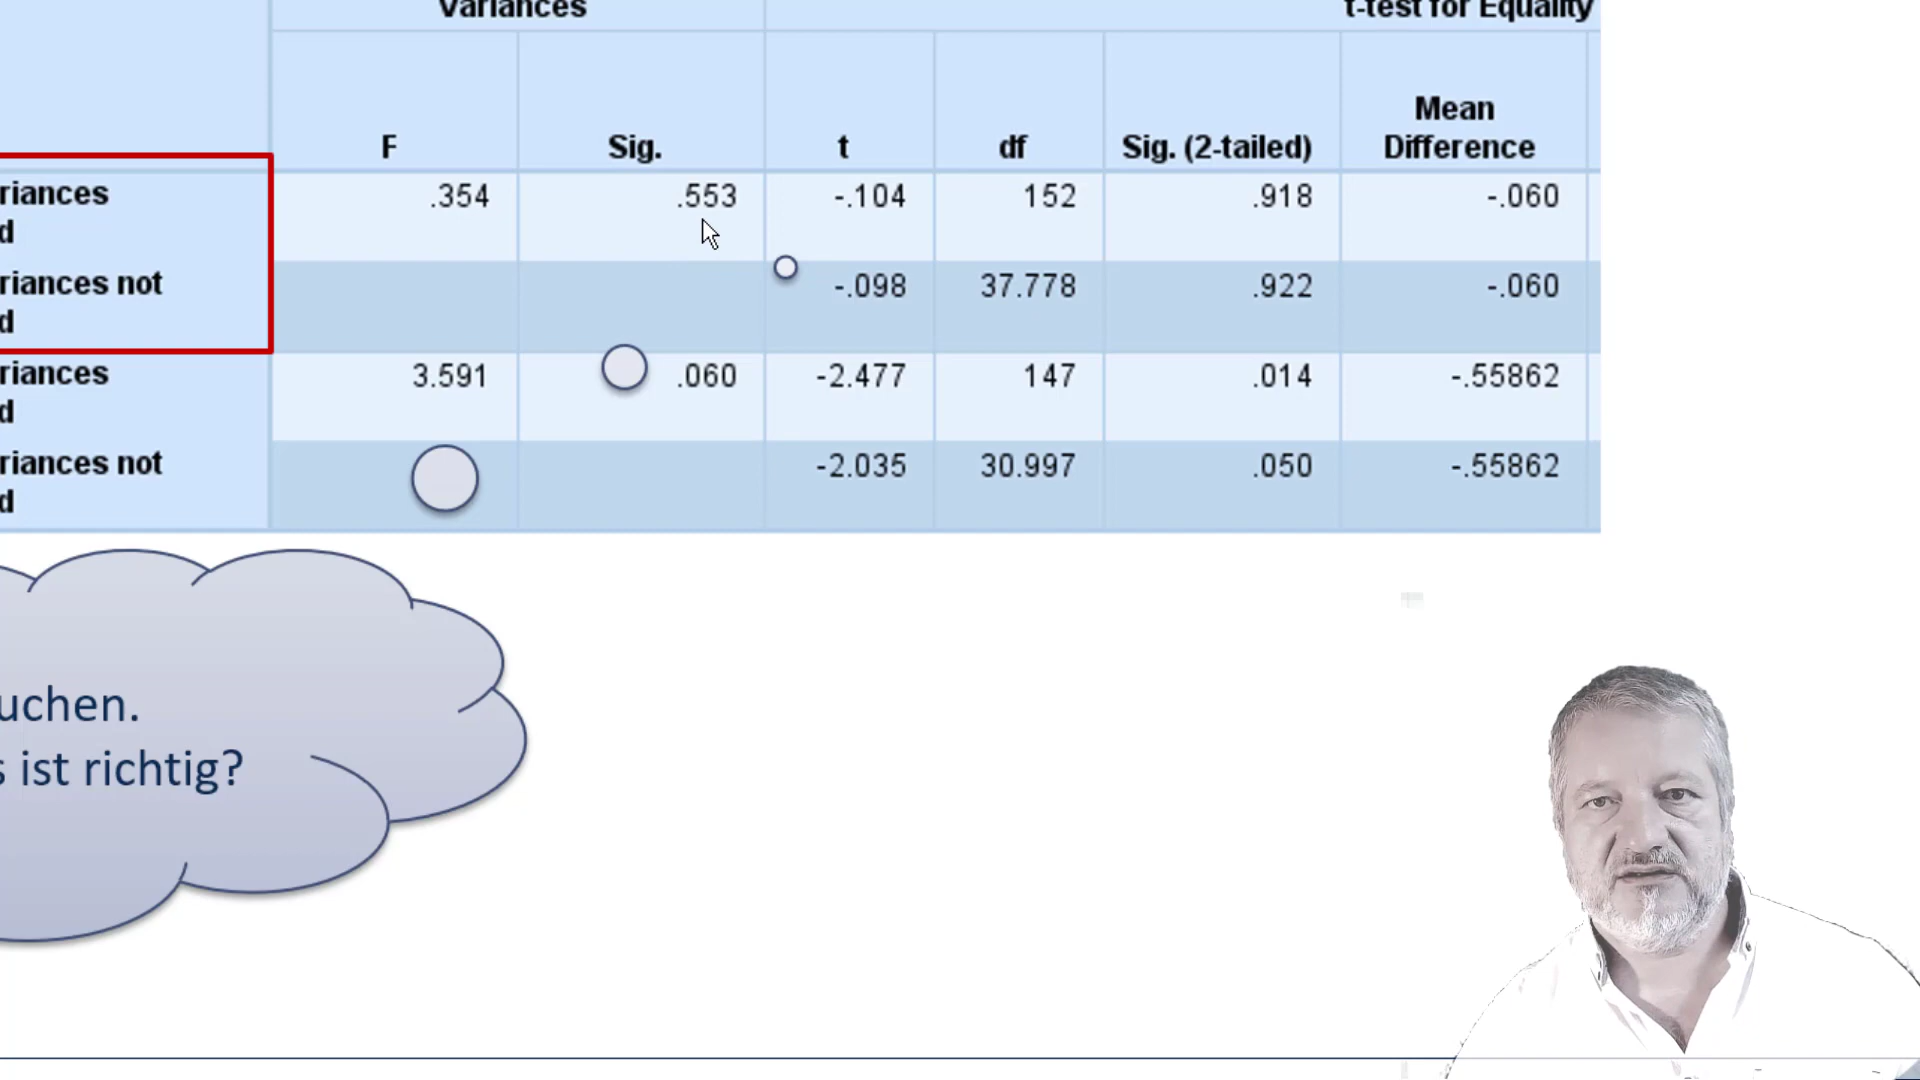 Variances
t-test for Equality
Mean
F Sig. t df Sig. (2-tailed) Difference
riances .354 .553 -.104 152 .918 -.060
d
riances not -.098 37.778 .922 -.060
d
riances 3.591 .060 -2.477 147 .014 -.55862
d
riances not -2.035 30.997 .050 -.55862
d
uchen.
s ist richtig?